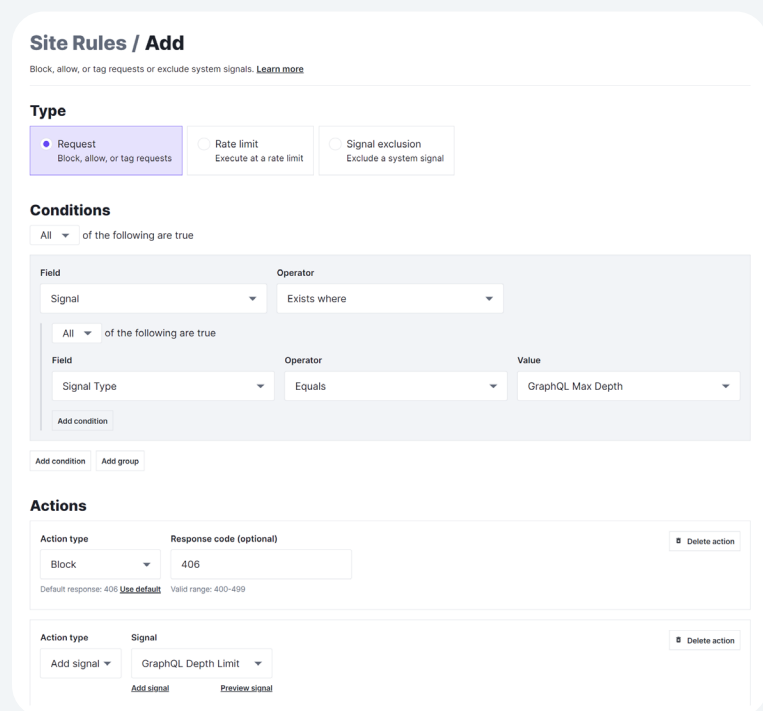 Site Rules / Add
Block, allow, or tag requests or exclude system signals. Learn more
Type
Request
Block, allow, or tag requests
Rate limit
Execute at a rate limit
Signal exclusion
Exclude a system signal
Conditions
All of the following are true
Field Operator
Signal Exists where
All of the following are true
Field Operator Value
Signal Type Equals GraphQL Max Depth
Add condition
Add condition Add group
Actions
Action type Response code (optional)
Delete action
Block 406
Default response: 406 Use default Valid range: 400-499
Action type Signal
Delete action
Add signal GraphQL Depth Limit
Add signal Preview signal